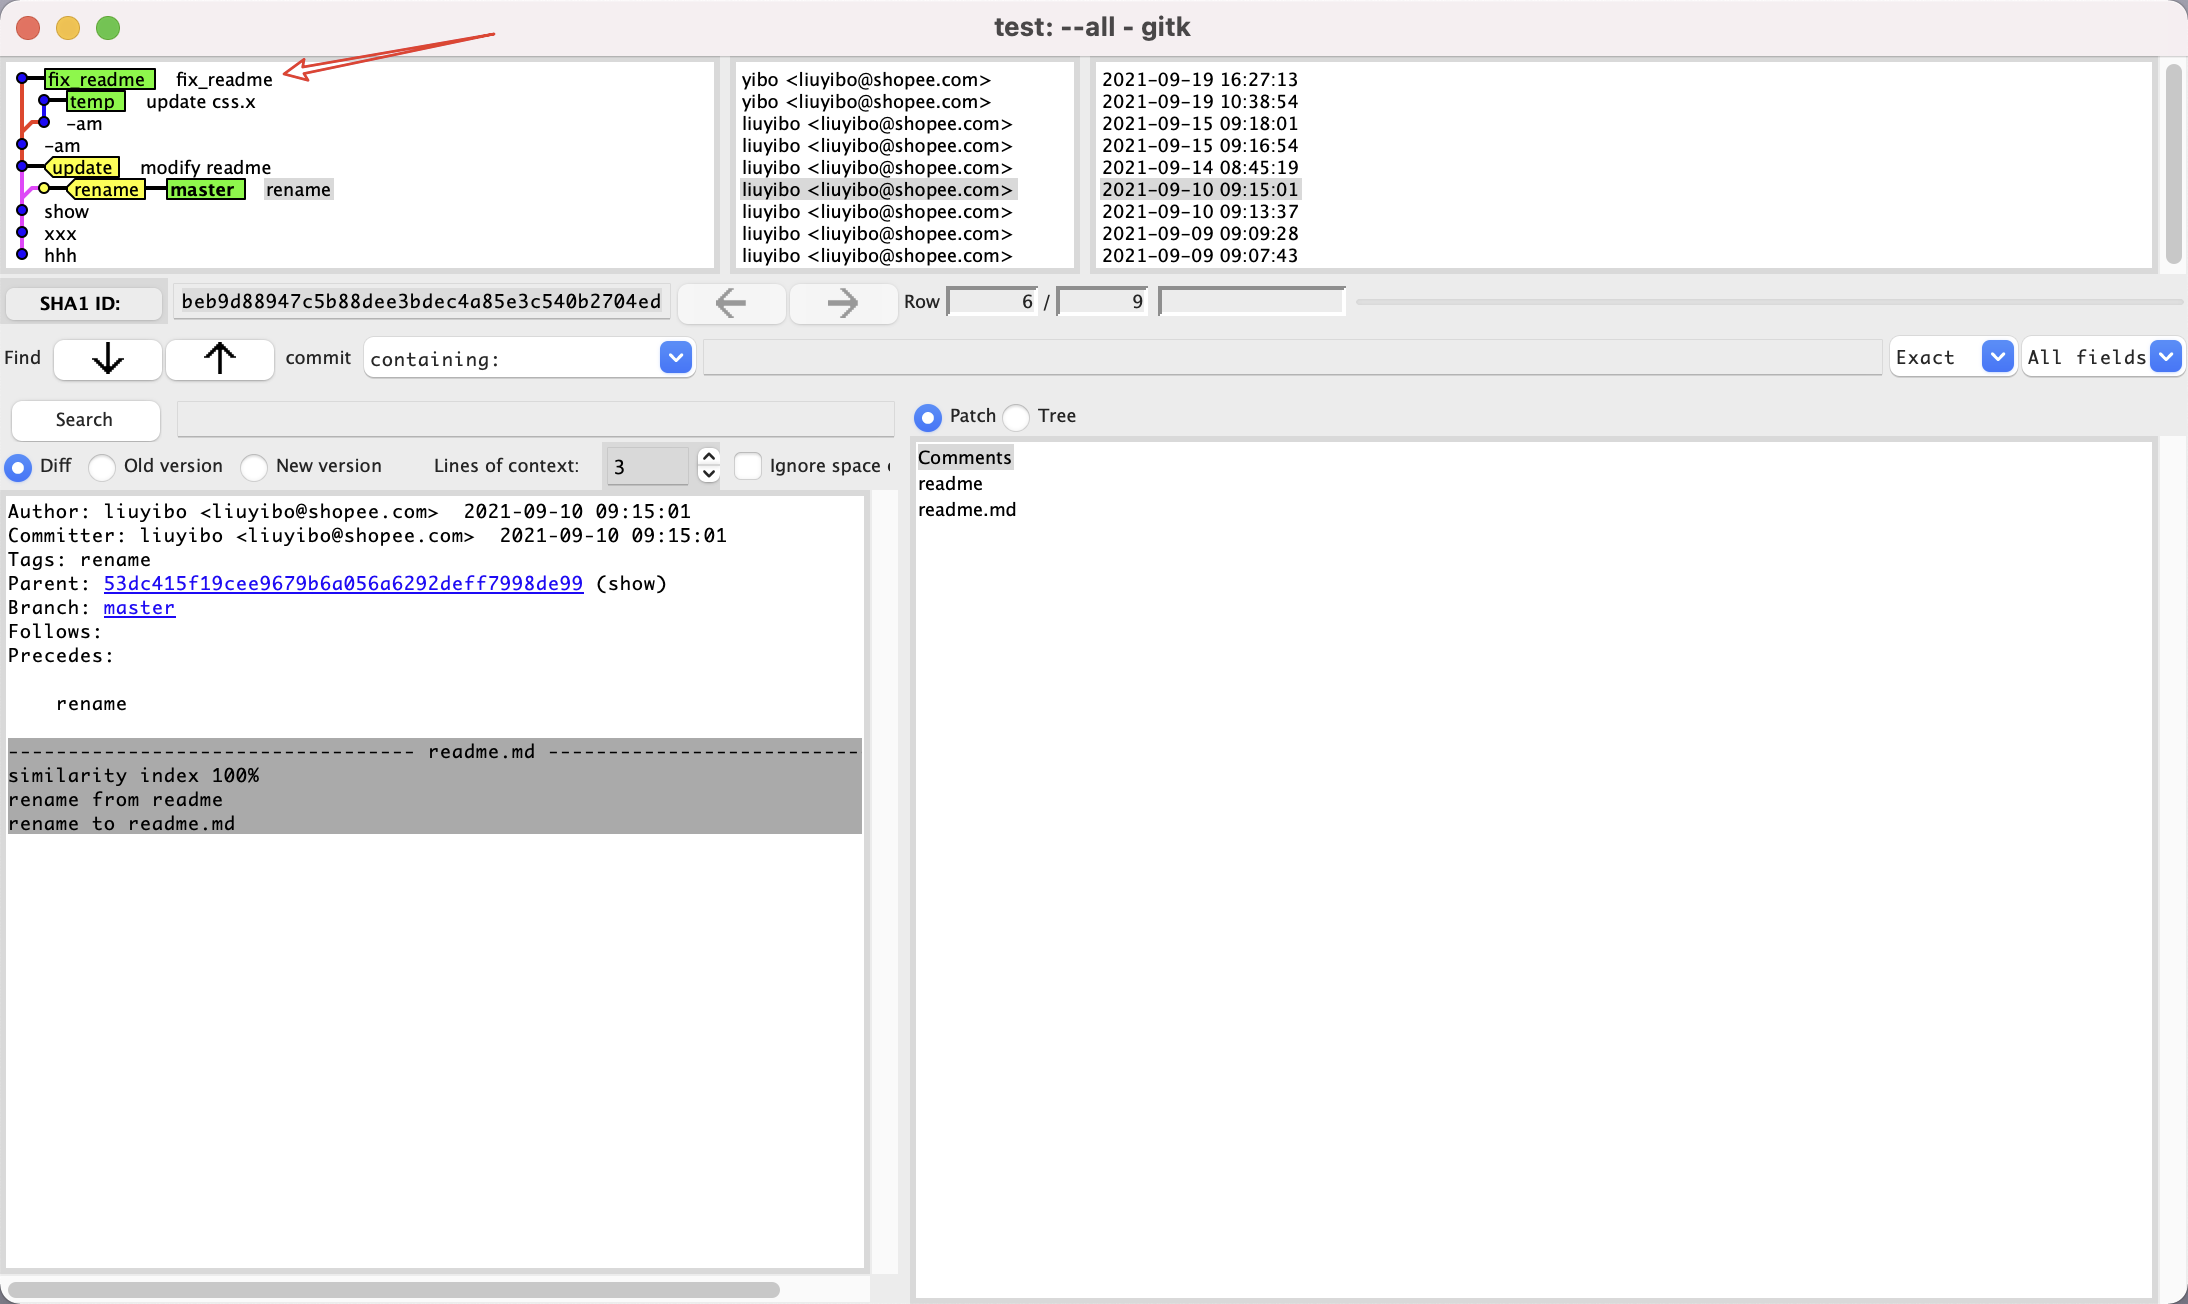 test: --all - gitk
fix_readme fix_readme
temp update css.x
-am
-am
update modify readme
rename master rename
show
xxx
hhh
yibo <liuyibo@shopee.com>
yibo <liuyibo@shopee.com>
liuyibo <liuyibo@shopee.com>
liuyibo <liuyibo@shopee.com>
liuyibo <liuyibo@shopee.com>
liuyibo <liuyibo@shopee.com>
liuyibo <liuyibo@shopee.com>
liuyibo <liuyibo@shopee.com>
liuyibo <liuyibo@shopee.com>
2021-09-19 16:27:13
2021-09-19 10:38:54
2021-09-15 09:18:01
2021-09-15 09:16:54
2021-09-14 08:45:19
2021-09-10 09:15:01
2021-09-10 09:13:37
2021-09-09 09:09:28
2021-09-09 09:07:43
SHA1 ID: beb9d88947c5b88dee3bdec4a85e3c540b2704ed Row 6 / 9
Find commit containing: Exact All fields
Search
Diff Old version New version Lines of context: 3 Ignore space
Author: liuyibo <liuyibo@shopee.com> 2021-09-10 09:15:01
Committer: liuyibo <liuyibo@shopee.com> 2021-09-10 09:15:01
Tags: rename
Parent: 53dc415f19cee9679b6a056a6292deff7998de99 (show)
Branch: master
Follows:
Precedes:
rename
---------------------------------- readme.md --------------------------
similarity index 100%
rename from readme
rename to readme.md
Patch Tree
Comments
readme
readme.md